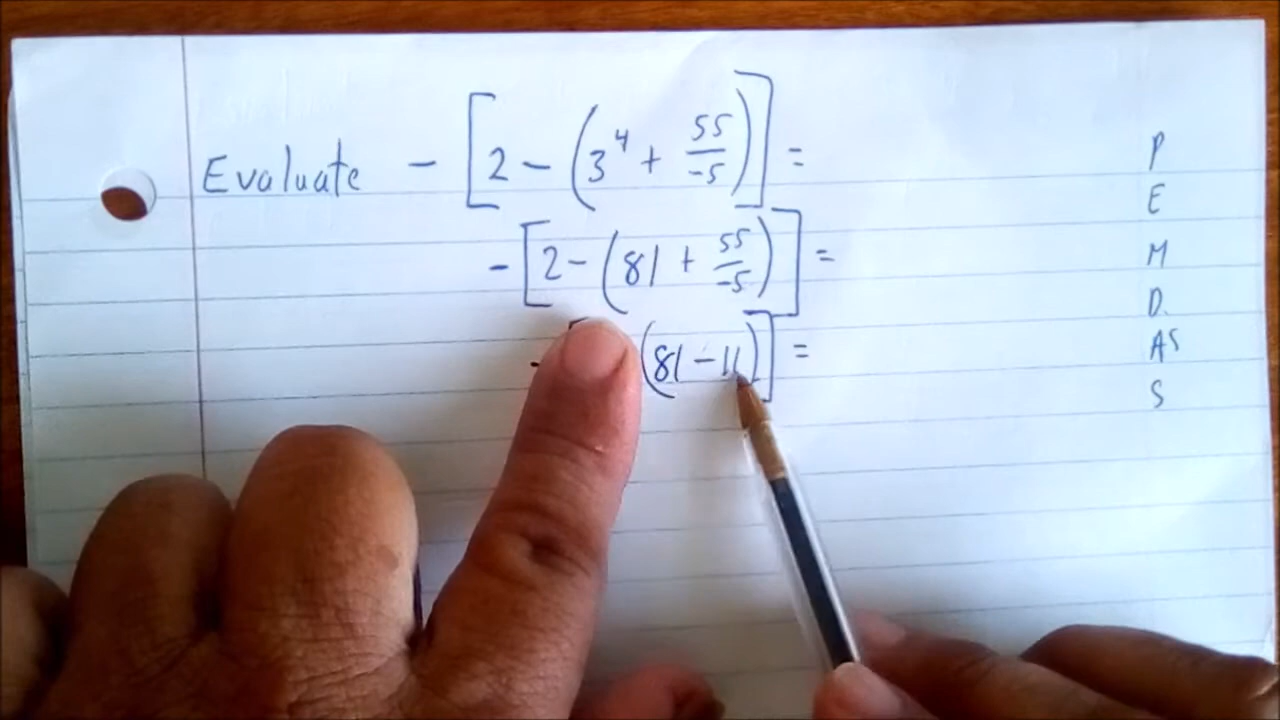 Evaluate - [2 - (3⁴ + 55/-5)] =
- [2 - (81 + 55/-5)] =
- [ (81 - 11)] =
P
E
M
D.
AS
S